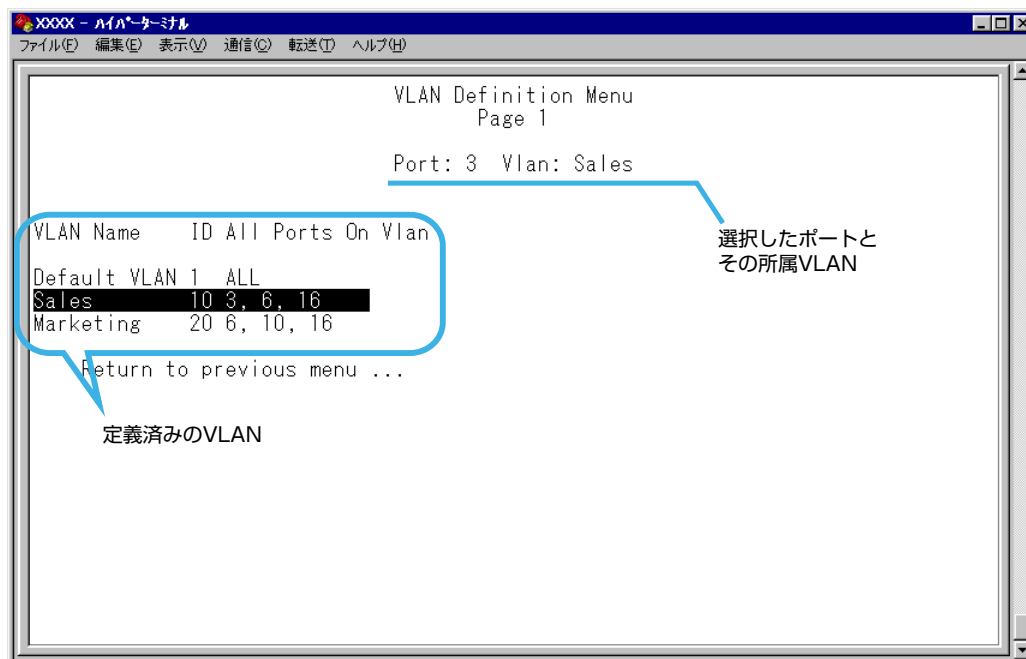 XXXX - ハイパーターミナル
ファイル(F) 編集(E) 表示(V) 通信(C) 転送(T) ヘルプ(H)
VLAN Definition Menu
Page 1
Port: 3 Vlan: Sales
選択したポートと
その所属VLAN
VLAN Name ID All Ports On Vlan
Default VLAN 1 ALL
Sales 10 3, 6, 16
Marketing 20 6, 10, 16
Return to previous menu ...
定義済みのVLAN